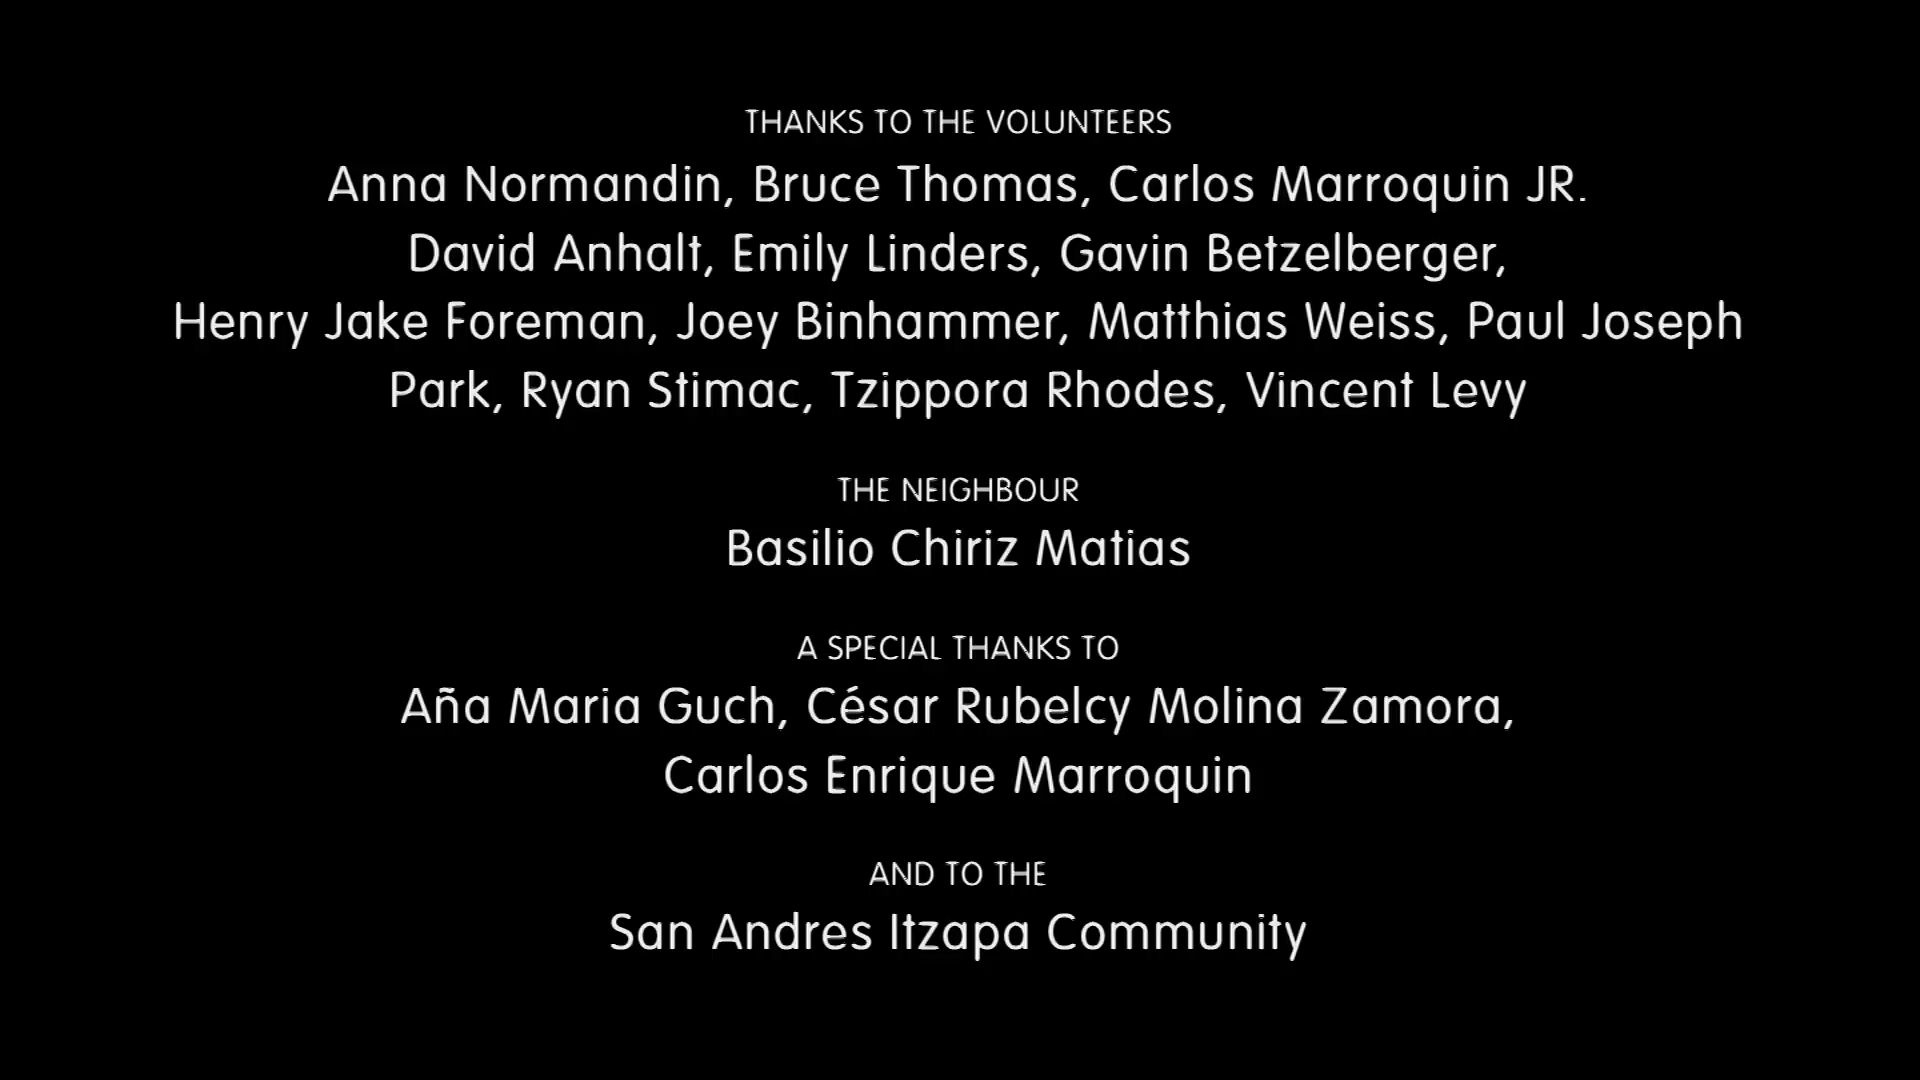 THANKS TO THE VOLUNTEERS
Anna Normandin, Bruce Thomas, Carlos Marroquin JR.
David Anhalt, Emily Linders, Gavin Betzelberger,
Henry Jake Foreman, Joey Binhammer, Matthias Weiss, Paul Joseph
Park, Ryan Stimac, Tzippora Rhodes, Vincent Levy
THE NEIGHBOUR
Basilio Chiriz Matias
A SPECIAL THANKS TO
Aña Maria Guch, César Rubelcy Molina Zamora,
Carlos Enrique Marroquin
AND TO THE
San Andres Itzapa Community